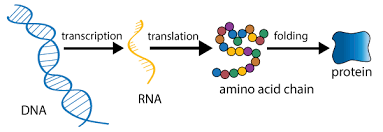 transcription
translation
folding
DNA
RNA
amino acid chain
protein